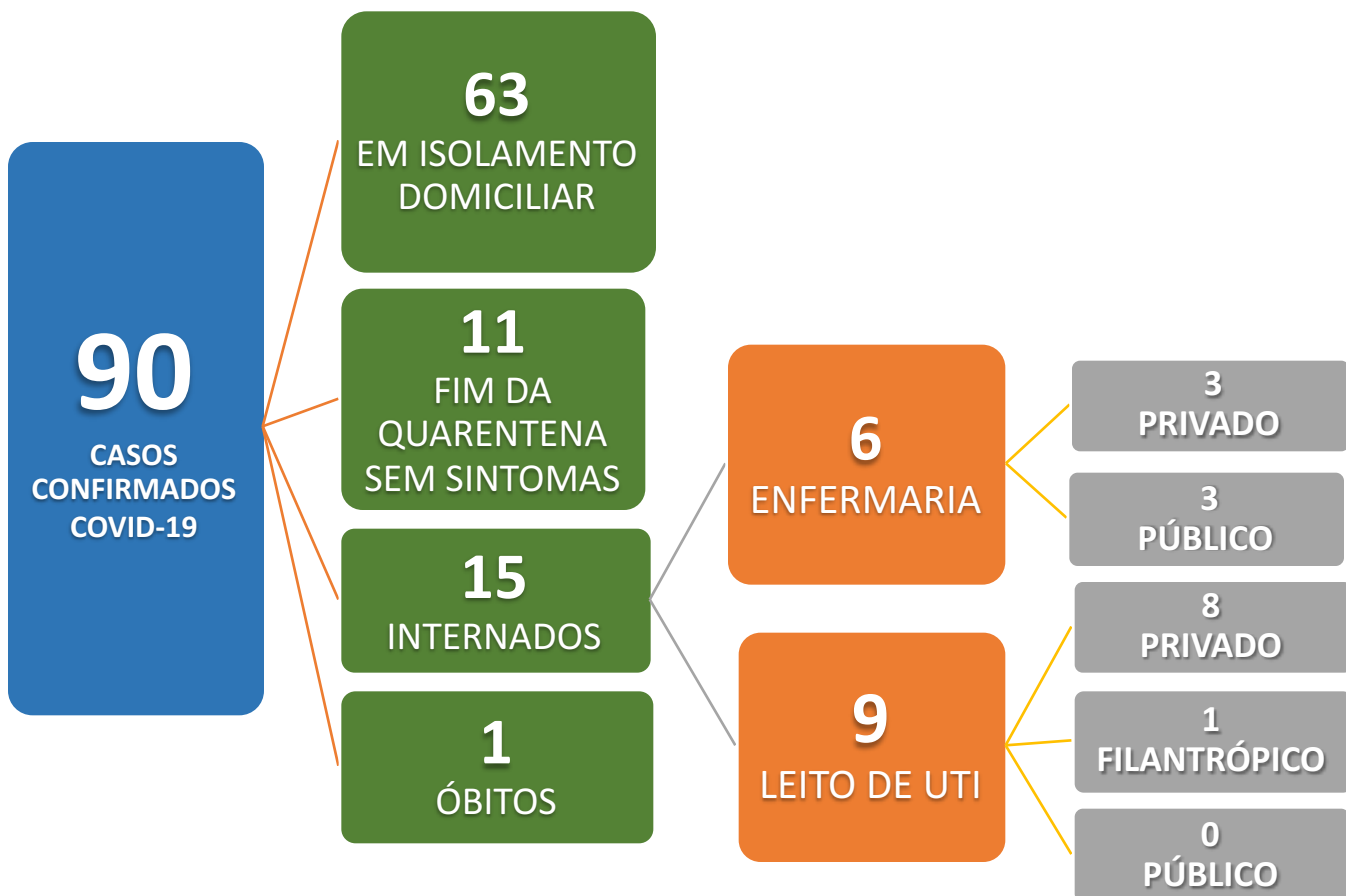 90
CASOS
CONFIRMADOS
COVID-19
63
EM ISOLAMENTO
DOMICILIAR
11
FIM DA
QUARENTENA
SEM SINTOMAS
15
INTERNADOS
1
ÓBITOS
6
ENFERMARIA
9
LEITO DE UTI
3
PRIVADO
3
PÚBLICO
8
PRIVADO
1
FILANTRÓPICO
0
PÚBLICO